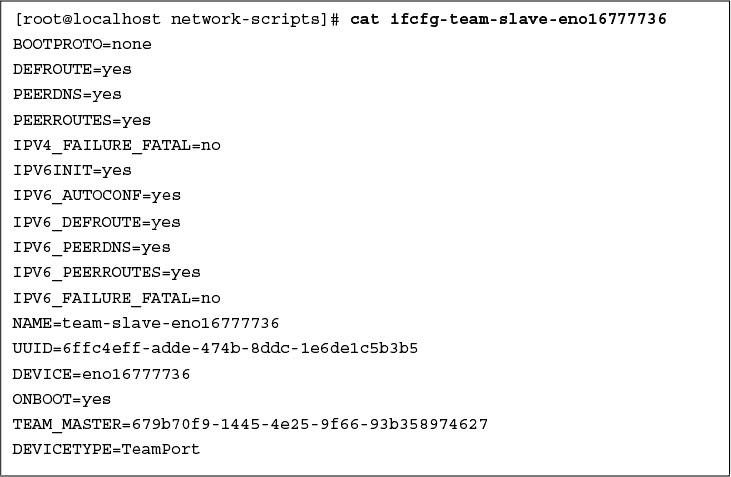 [root@localhost network-scripts]# cat ifcfg-team-slave-eno16777736
BOOTPROTO=none
DEFROUTE=yes
PEERDNS=yes
PEERROUTES=yes
IPV4_FAILURE_FATAL=no
IPV6INIT=yes
IPV6_AUTOCONF=yes
IPV6_DEFROUTE=yes
IPV6_PEERDNS=yes
IPV6_PEERROUTES=yes
IPV6_FAILURE_FATAL=no
NAME=team-slave-eno16777736
UUID=6ffc4eff-adde-474b-8ddc-1e6de1c5b3b5
DEVICE=eno16777736
ONBOOT=yes
TEAM_MASTER=679b70f9-1445-4e25-9f66-93b358974627
DEVICETYPE=TeamPort